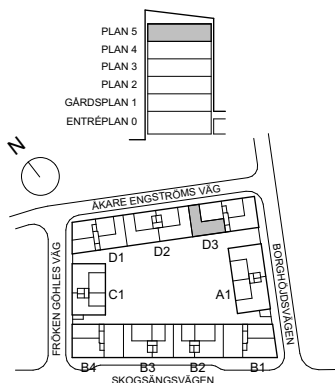 PLAN 5
PLAN 4
PLAN 3
PLAN 2
GÅRDSPLAN 1
ENTRÉPLAN 0
N
ÅKARE ENGSTRÖMS VÄG
D1
D2
D3
FRÖKEN GÖHLES VÄG
BORGHÖJDSVÄGEN
C1
A1
B4
B3
B2
B1
SKOGSÄNGSVÄGEN